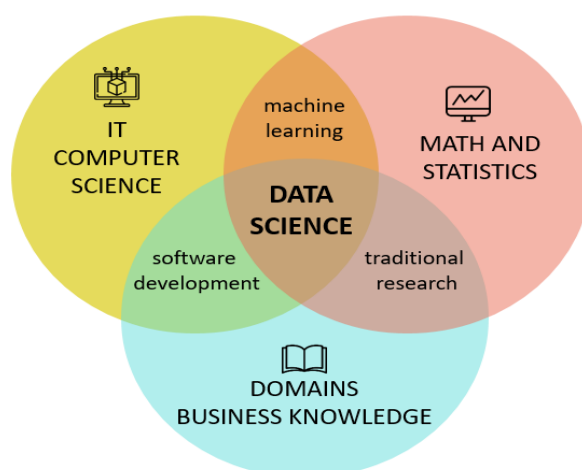 machine
learning
IT
COMPUTER
SCIENCE
MATH AND
STATISTICS
DATA
SCIENCE
software
development
traditional
research
DOMAINS
BUSINESS KNOWLEDGE